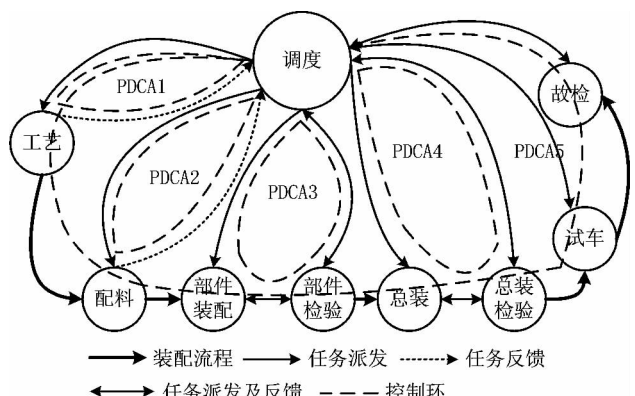 调度
PDCA1
故检
工艺
PDCA2
PDCA3
PDCA4
PDCA5
试车
配料
部件
装配
部件
检验
总装
总装
检验
装配流程
任务派发
任务反馈
任务派发及反馈
控制环